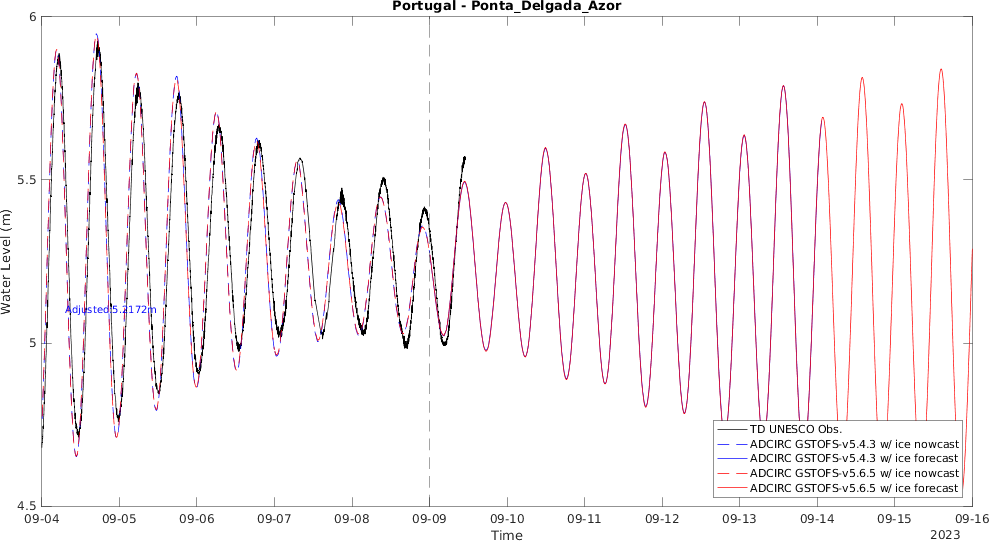 Portugal - Ponta_Delgada_Azor
6
5.5
5
4.5
Water Level (m)
Adjusted:5.2172m
TD UNESCO Obs.
ADCIRC GSTOFS-v5.4.3 w/ ice nowcast
ADCIRC GSTOFS-v5.4.3 w/ ice forecast
ADCIRC GSTOFS-v5.6.5 w/ ice nowcast
ADCIRC GSTOFS-v5.6.5 w/ ice forecast
09-04 09-05 09-06 09-07 09-08 09-09 09-10 09-11 09-12 09-13 09-14 09-15 09-16
Time
2023